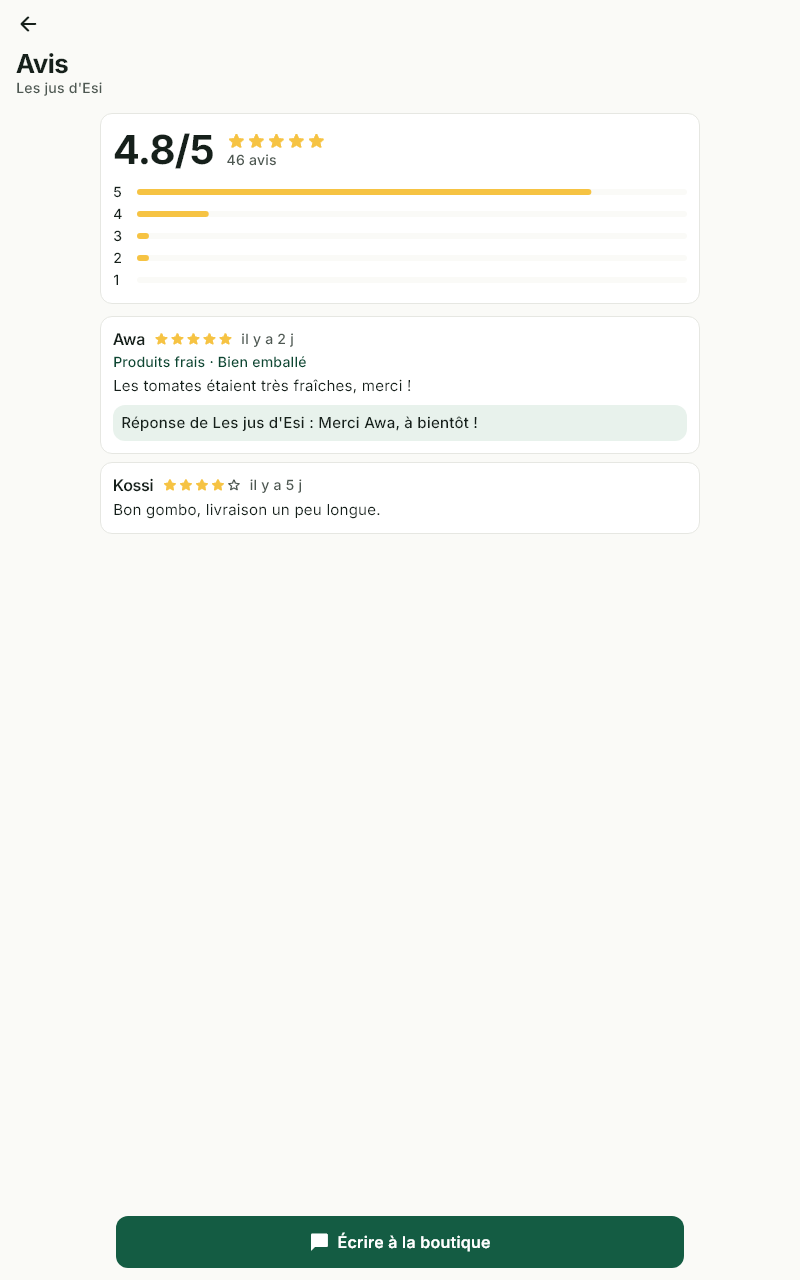 Avis
Les jus d'Esi
4.8/5
46 avis
5
4
3
2
1
Awa il y a 2 j
Produits frais · Bien emballé
Les tomates étaient très fraîches, merci !
Réponse de Les jus d'Esi : Merci Awa, à bientôt !
Kossi il y a 5 j
Bon gombo, livraison un peu longue.
Écrire à la boutique